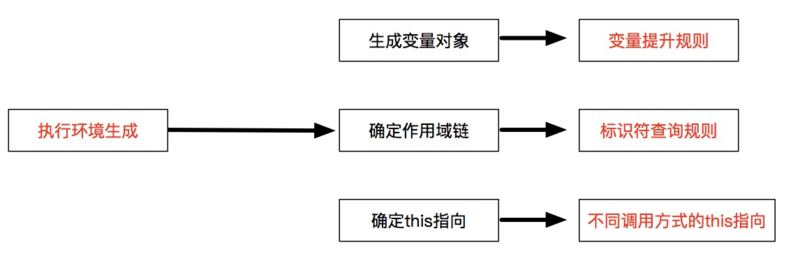 生成变量对象
变量提升规则
执行环境生成
确定作用域链
标识符查询规则
确定this指向
不同调用方式的this指向